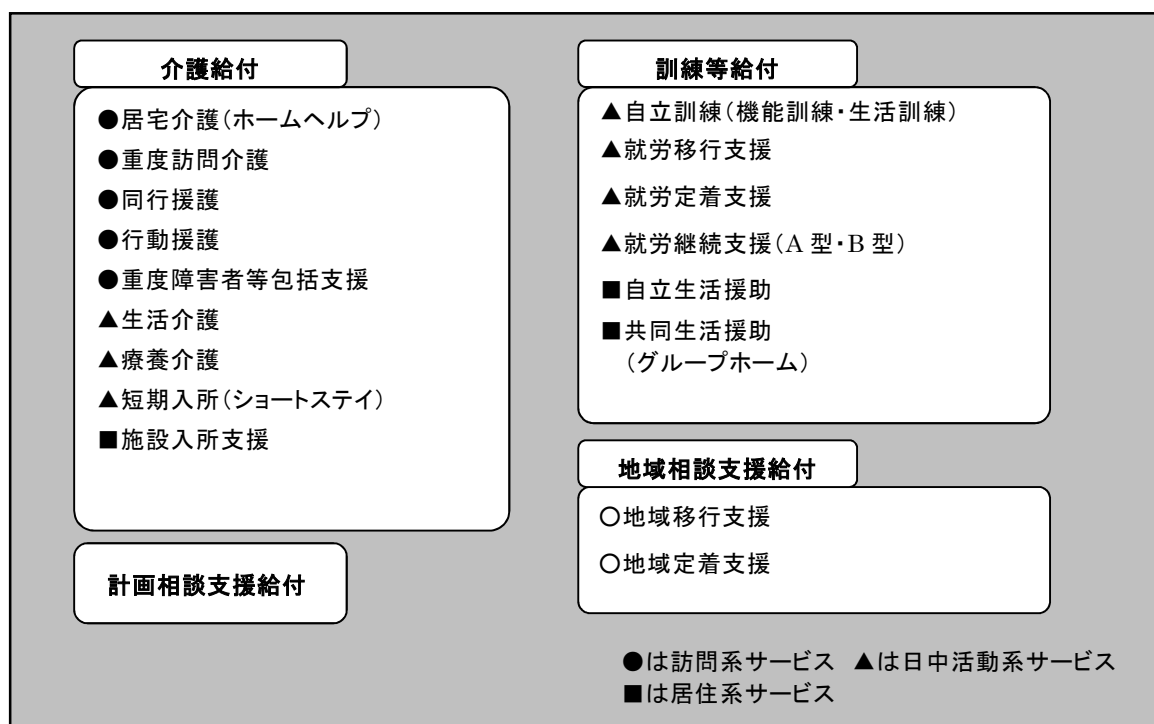 介護給付
●居宅介護(ホームヘルプ)
●重度訪問介護
●同行援護
●行動援護
●重度障害者等包括支援
▲生活介護
▲療養介護
▲短期入所(ショートステイ)
■施設入所支援
計画相談支援給付
訓練等給付
▲自立訓練(機能訓練・生活訓練)
▲就労移行支援
▲就労定着支援
▲就労継続支援(A 型・B 型)
■自立生活援助
■共同生活援助
(グループホーム)
地域相談支援給付
○地域移行支援
○地域定着支援
●は訪問系サービス ▲は日中活動系サービス
■は居住系サービス